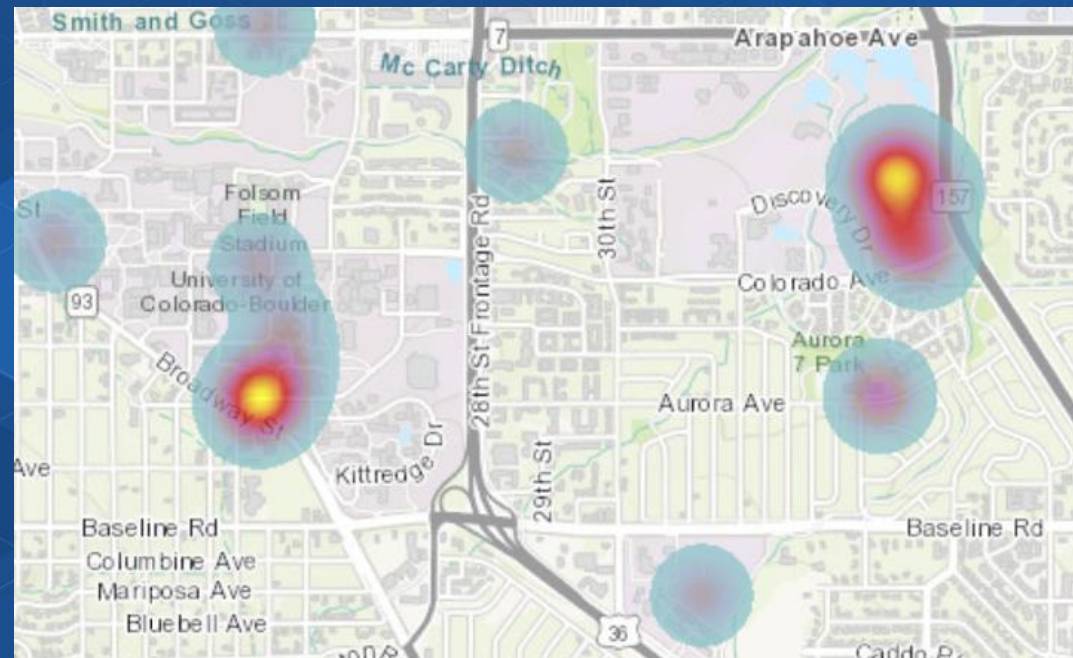 Smith and Goss
7
Arapahoe Ave
Mc Carty Ditch
Folsom
Field
Stadium
St
30th St
Discovery Dr
157
28th St Frontage Rd
University of
Colorado-Boulder
Colorado Ave
93
Aurora
7 Park
Broadway St
Aurora Ave
Kittredge Dr
29th St
Ave
Baseline Rd
Baseline Rd
Columbine Ave
Mariposa Ave
Bluebell Ave
36
Caddo